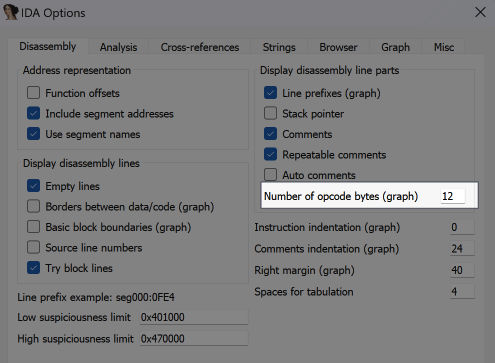 IDA Options
Disassembly Analysis Cross-references Strings Browser Graph Misc
Address representation
Function offsets
Include segment addresses
Use segment names
Display disassembly lines
Empty lines
Borders between data/code (graph)
Basic block boundaries (graph)
Source line numbers
Try block lines
Line prefix example: seg000:0FE4
Low suspiciousness limit 0x401000
High suspiciousness limit 0x470000
Display disassembly line parts
Line prefixes (graph)
Stack pointer
Comments
Repeatable comments
Auto comments
Number of opcode bytes (graph) 12
Instruction indentation (graph) 0
Comments indentation (graph) 24
Right margin (graph) 40
Spaces for tabulation 4